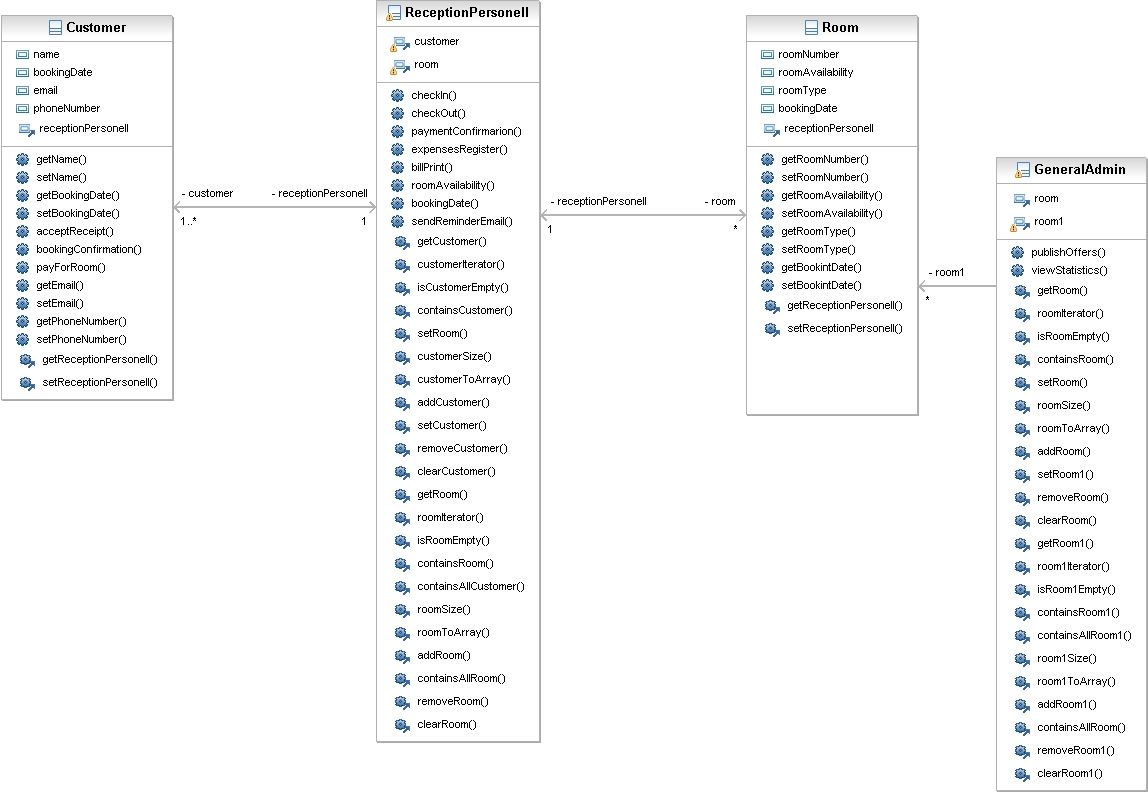 Customer
name
bookingDate
email
phoneNumber
receptionPersonell
getName()
setName()
getBookingDate()
setBookingDate()
acceptReceipt()
bookingConfirmation()
payForRoom()
getEmail()
setEmail()
getPhoneNumber()
setPhoneNumber()
getReceptionPersonell()
setReceptionPersonell()
- customer
- receptionPersonell
1..*
1
ReceptionPersonell
customer
room
checkIn()
checkOut()
paymentConfirmarion()
expensesRegister()
billPrint()
roomAvailability()
bookingDate()
sendReminderEmail()
getCustomer()
customerIterator()
isCustomerEmpty()
containsCustomer()
setRoom()
customerSize()
customerToArray()
addCustomer()
setCustomer()
removeCustomer()
clearCustomer()
getRoom()
roomIterator()
isRoomEmpty()
containsRoom()
containsAllCustomer()
roomSize()
roomToArray()
addRoom()
containsAllRoom()
removeRoom()
clearRoom()
- receptionPersonell
- room
1
*
Room
roomNumber
roomAvailability
roomType
bookingDate
receptionPersonell
getRoomNumber()
setRoomNumber()
getRoomAvailability()
setRoomAvailability()
getRoomType()
setRoomType()
getBookintDate()
setBookintDate()
getReceptionPersonell()
setReceptionPersonell()
- room1
*
GeneralAdmin
room
room1
publishOffers()
viewStatistics()
getRoom()
roomIterator()
isRoomEmpty()
containsRoom()
setRoom()
roomSize()
roomToArray()
addRoom()
setRoom1()
removeRoom()
clearRoom()
getRoom1()
room1Iterator()
isRoom1Empty()
containsRoom1()
containsAllRoom1()
room1Size()
room1ToArray()
addRoom1()
containsAllRoom()
removeRoom1()
clearRoom1()